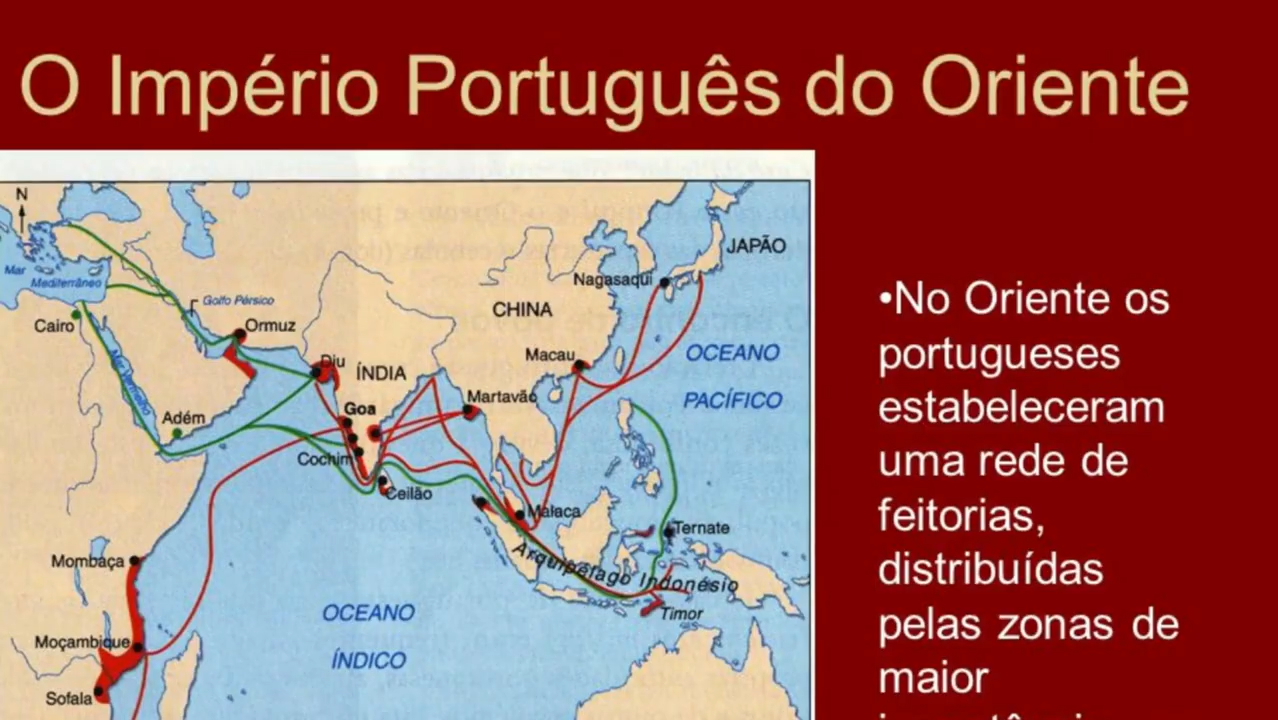 O Império Português do Oriente
N
JAPÃO
Mar
Mediterrâneo
Nagasaqui
Golfo Pérsico
CHINA
Cairo
Ormuz
Macau
OCEANO
Diu
ÍNDIA
Mar Vermelho
PACÍFICO
Martavão
Adém
Goa
Cochim
Ceilão
Malaca
Ternate
Arquipélago Indonésio
Mombaça
OCEANO
Timor
Moçambique
ÍNDICO
Sofala
•No Oriente os
portugueses
estabeleceram
uma rede de
feitorias,
distribuídas
pelas zonas de
maior